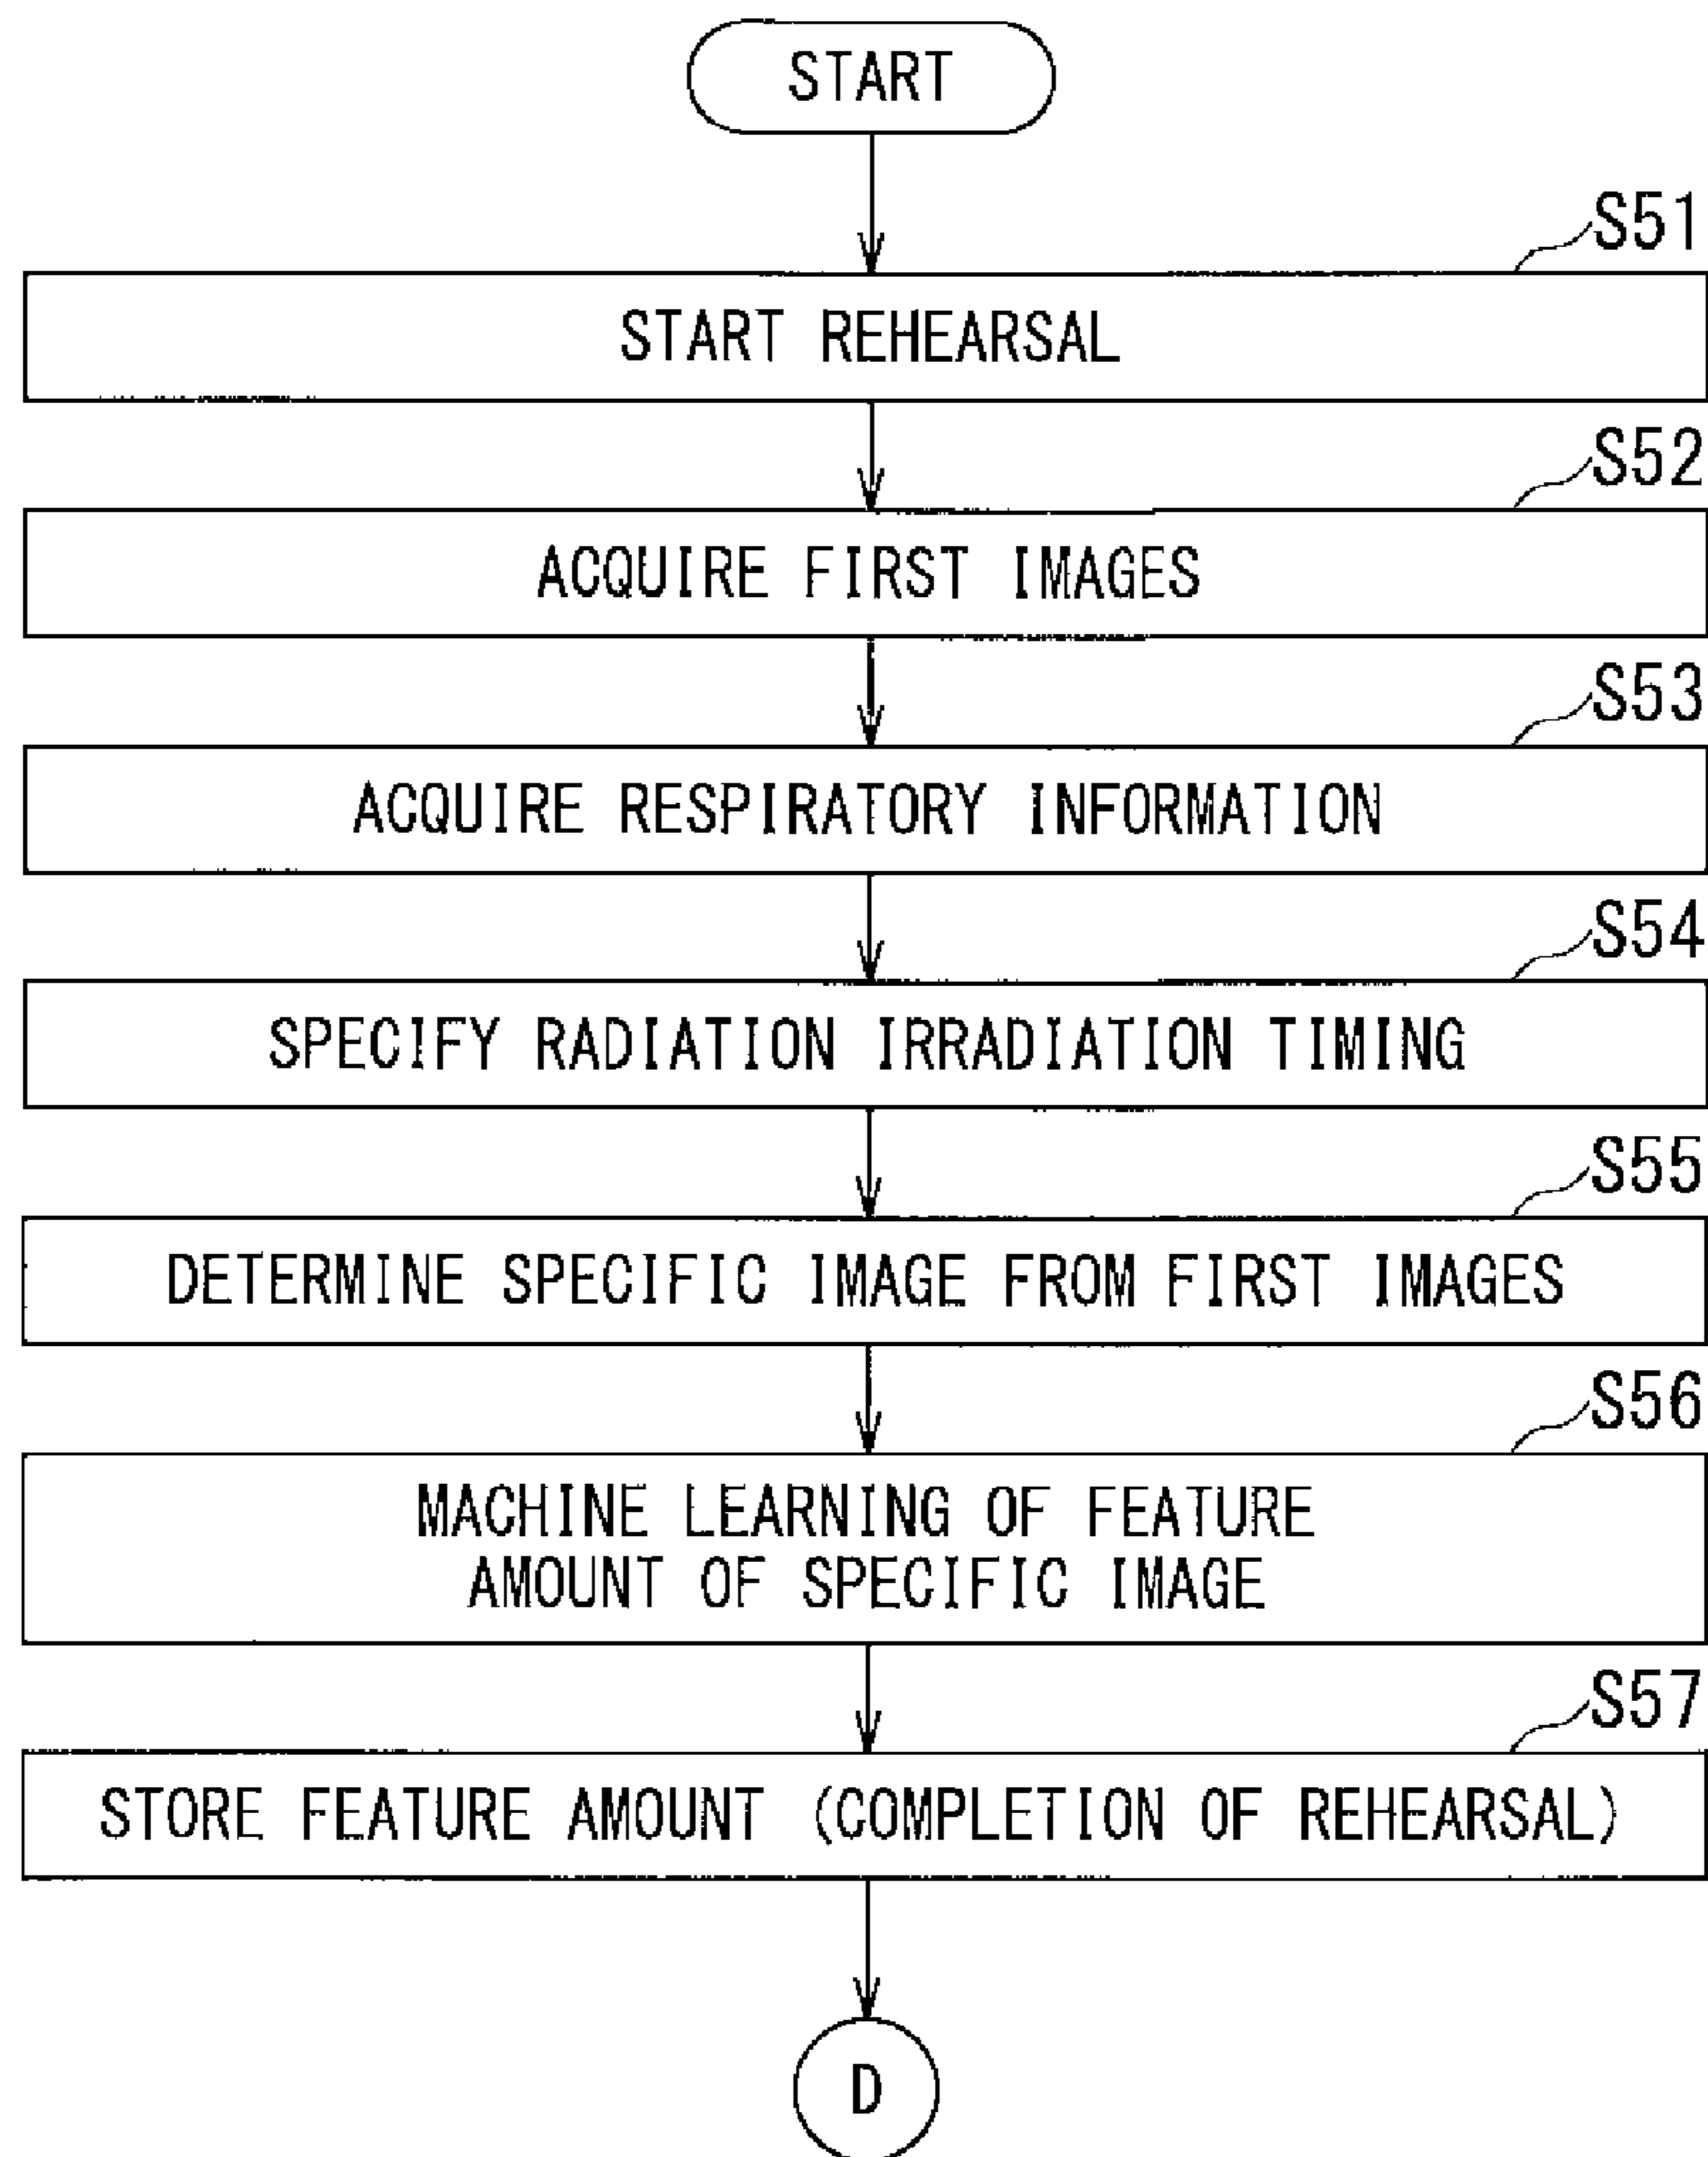 START
S51
START REHEARSAL
S52
ACQUIRE FIRST IMAGES
S53
ACQUIRE RESPIRATORY INFORMATION
S54
SPECIFY RADIATION IRRADIATION TIMING
S55
DETERMINE SPECIFIC IMAGE FROM FIRST IMAGES
S56
MACHINE LEARNING OF FEATURE
AMOUNT OF SPECIFIC IMAGE
S57
STORE FEATURE AMOUNT (COMPLETION OF REHEARSAL)
D